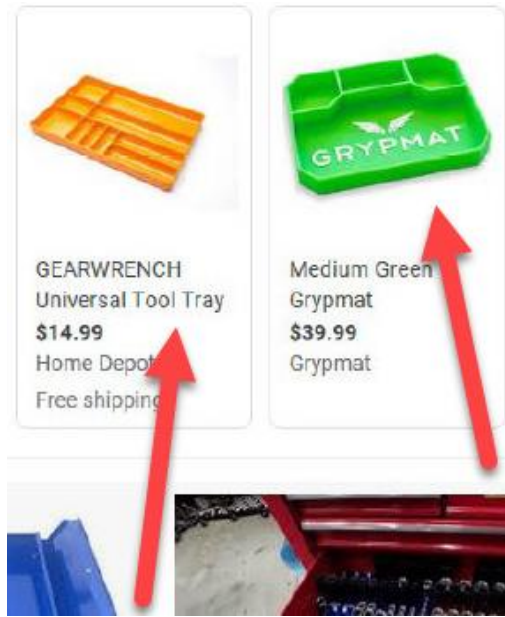 GRYPMAT
GEARWRENCH
Universal Tool Tray
$14.99
Home Depot
Free shipping
Medium Green
Grypmat
$39.99
Grypmat